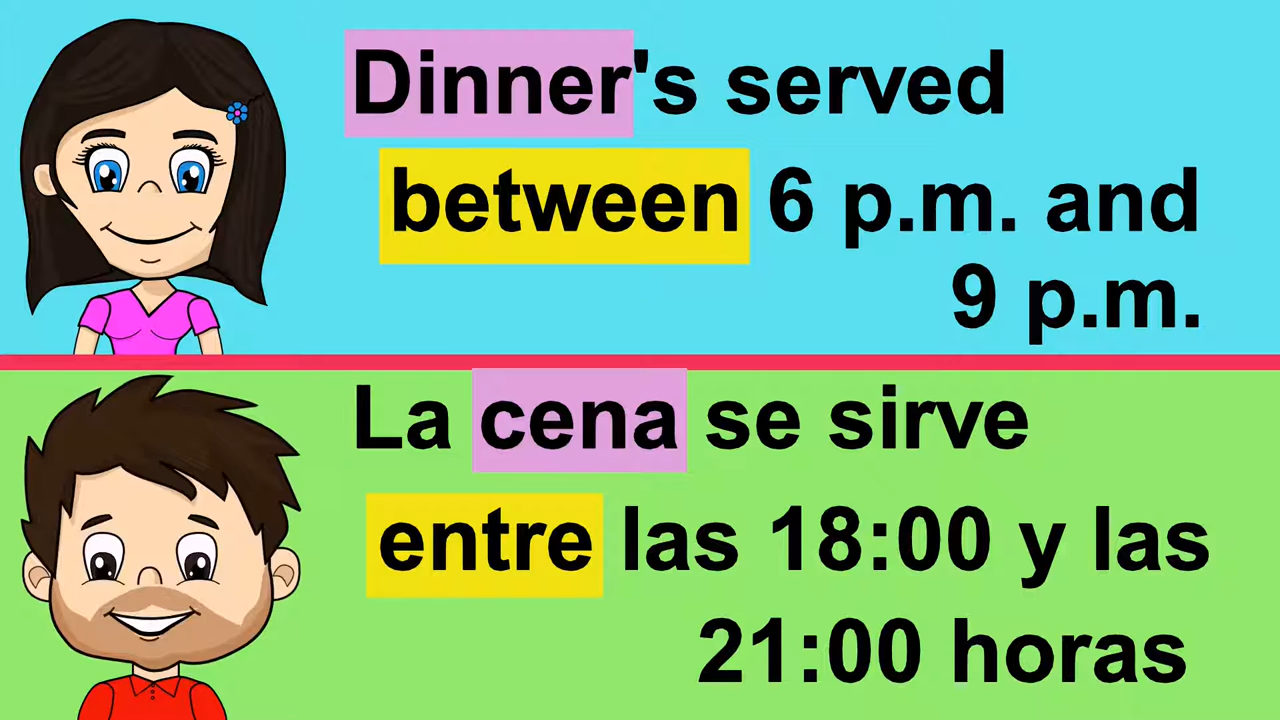 Dinner's served
between 6 p.m. and
9 p.m.
La cena se sirve
entre las 18:00 y las
21:00 horas